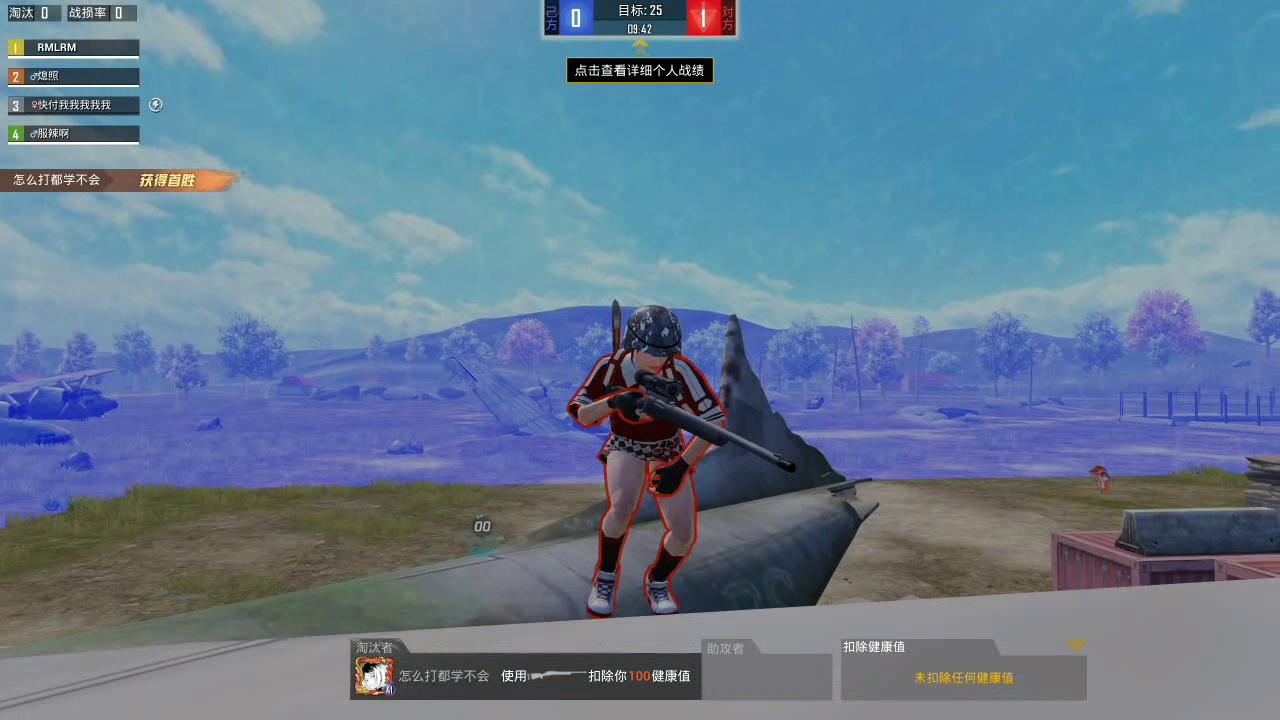 淘汰 0 战损率 0
己方 0 目标: 25 1 对方
09:42
点击查看详细个人战绩
1 RMLRM
2 ♂熄照
3 ♀快付我我我我我
4 ♂服辣啊
怎么打都学不会 获得首胜
00
淘汰者
怎么打都学不会 使用 扣除你100健康值
助攻者
扣除健康值
未扣除任何健康值